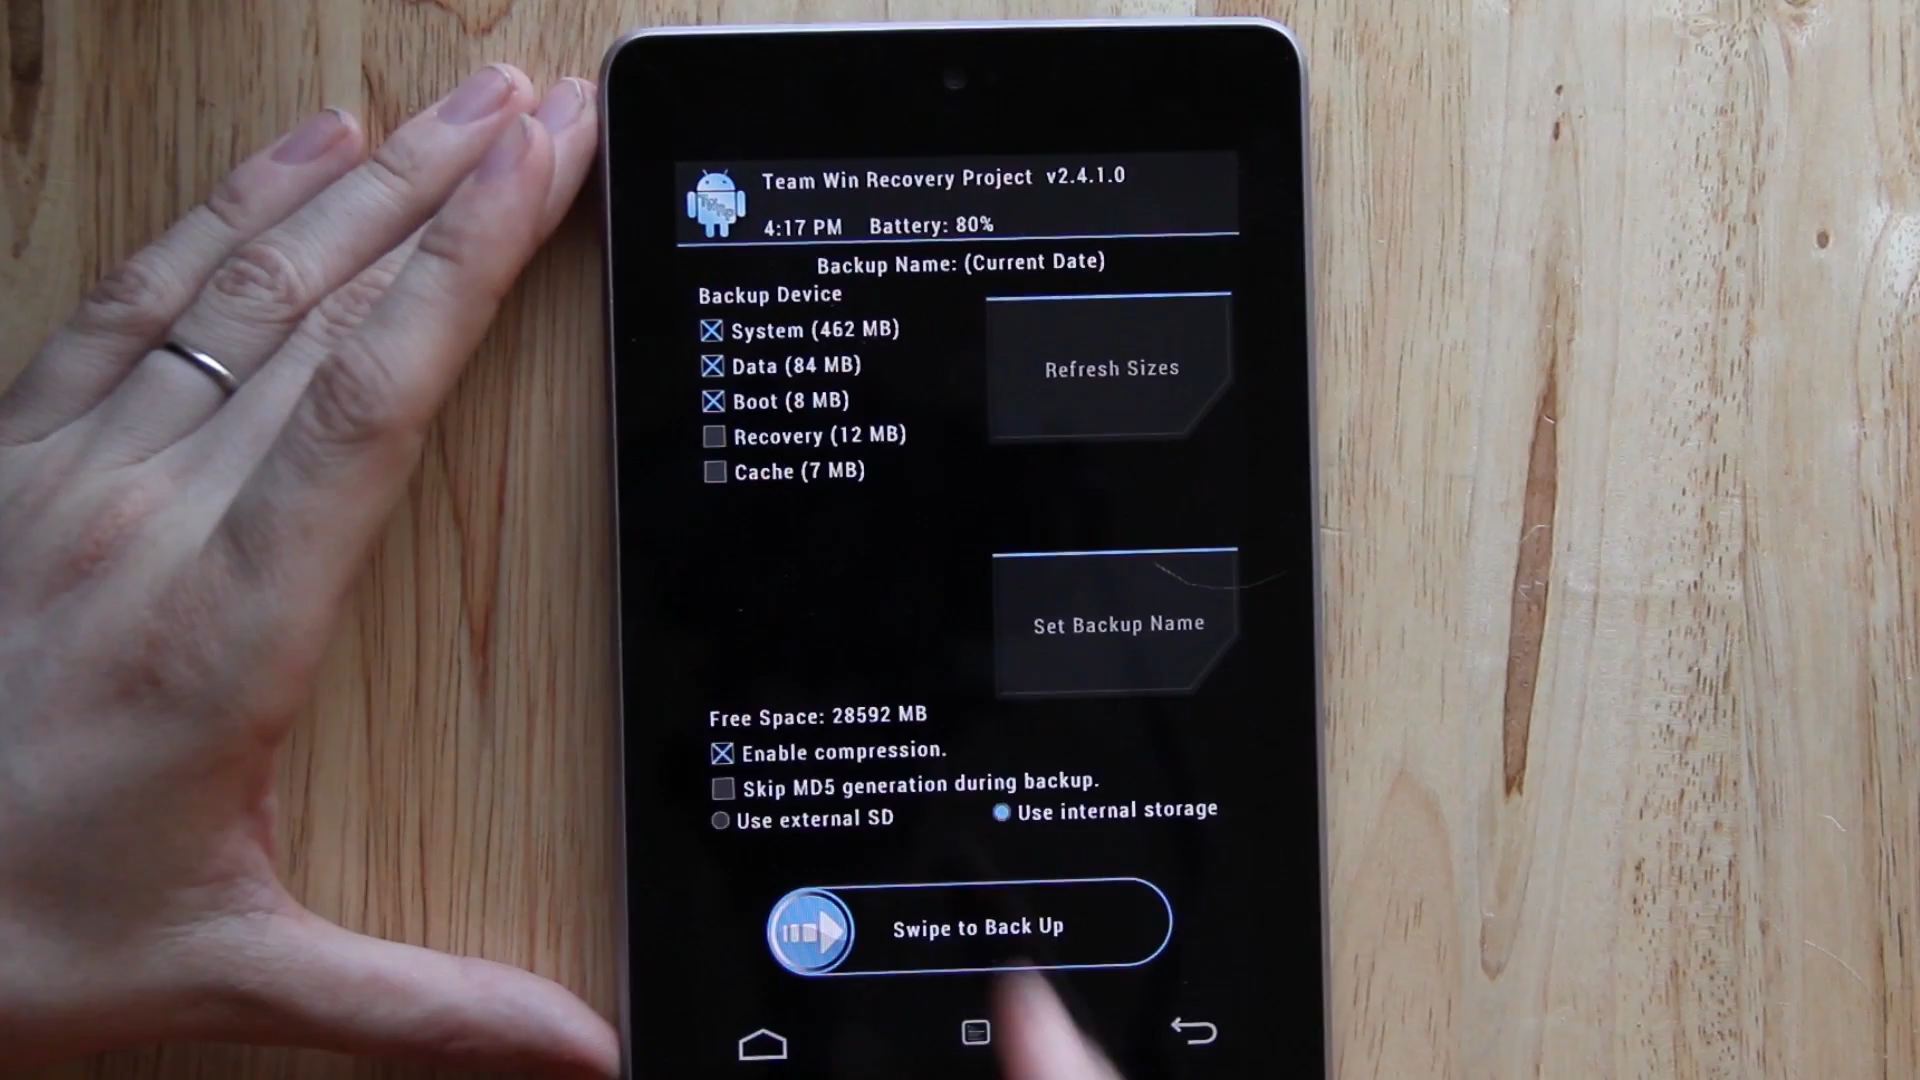 Team Win Recovery Project v2.4.1.0
4:17 PM Battery: 80%
Backup Name: (Current Date)
Backup Device
System (462 MB)
Data (84 MB)
Boot (8 MB)
Recovery (12 MB)
Cache (7 MB)
Refresh Sizes
Set Backup Name
Free Space: 28592 MB
Enable compression.
Skip MD5 generation during backup.
Use external SD Use internal storage
Swipe to Back Up